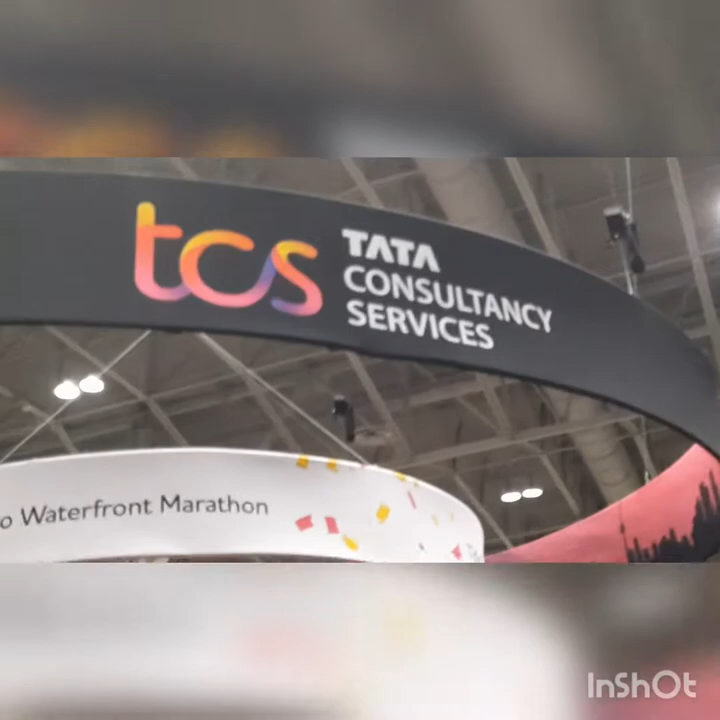 tcs
TATA
CONSULTANCY
SERVICES
o Waterfront Marathon
InShOt